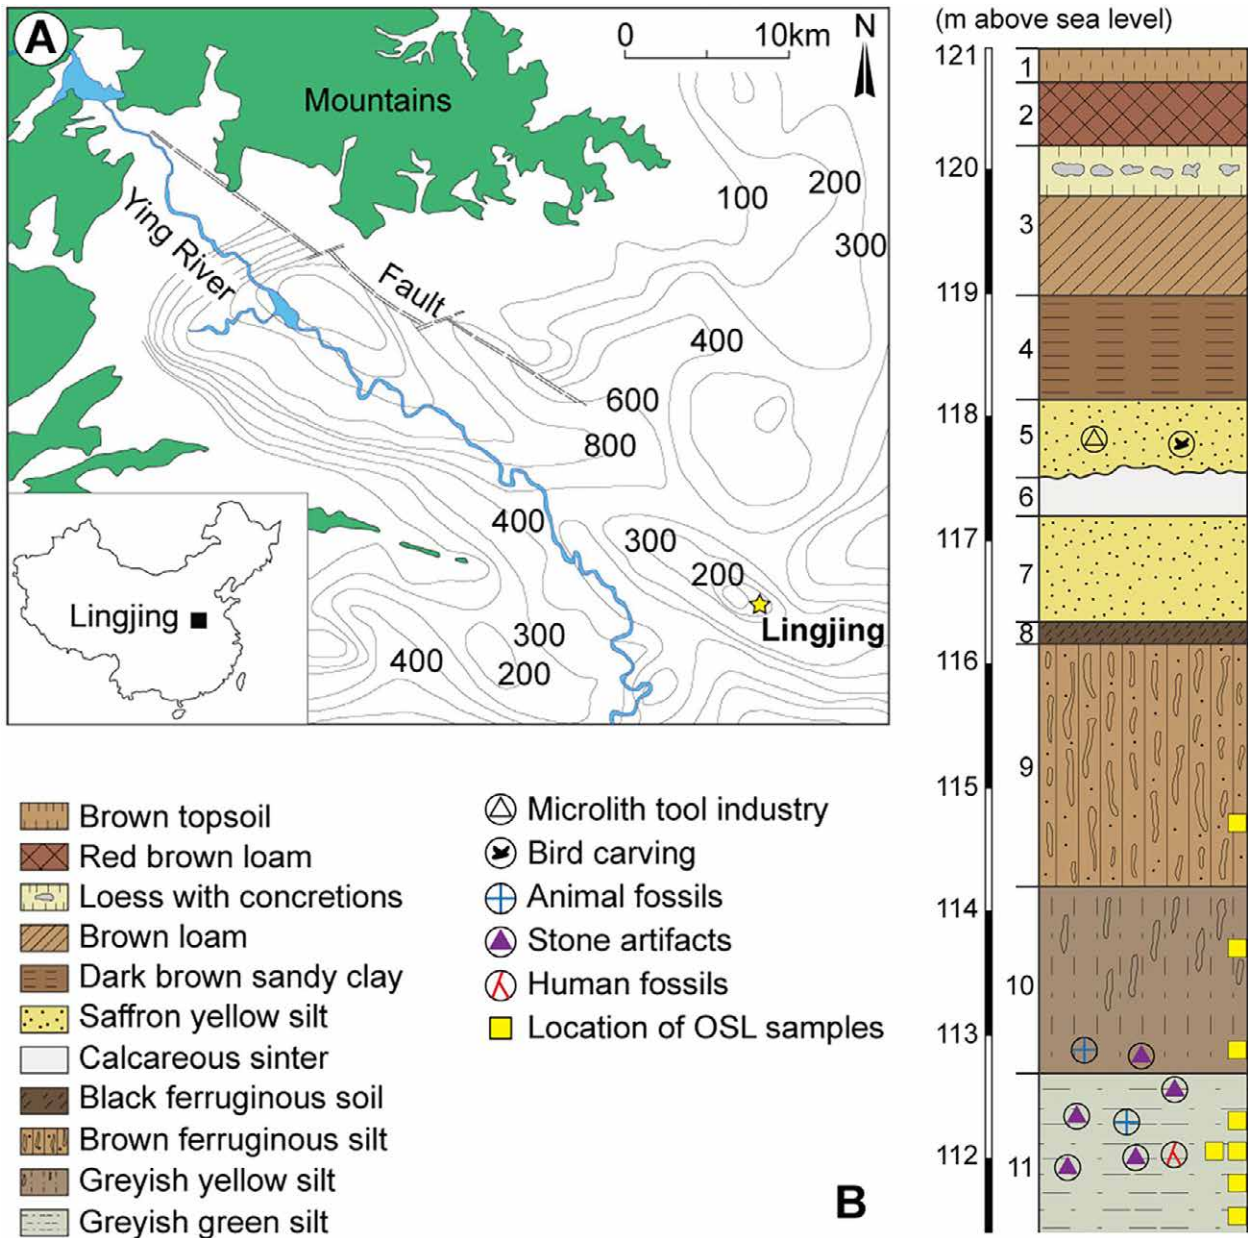 A
0 10km
N
Mountains
100
200
300
Ying River
Fault
400
600
800
400
300
200
Lingjing
300
200
400
Lingjing
(m above sea level)
121
120
119
118
117
116
115
114
113
112
1
2
3
4
5
6
7
8
9
10
11
B
Brown topsoil
Red brown loam
Loess with concretions
Brown loam
Dark brown sandy clay
Saffron yellow silt
Calcareous sinter
Black ferruginous soil
Brown ferruginous silt
Greyish yellow silt
Greyish green silt
Microlith tool industry
Bird carving
Animal fossils
Stone artifacts
Human fossils
Location of OSL samples